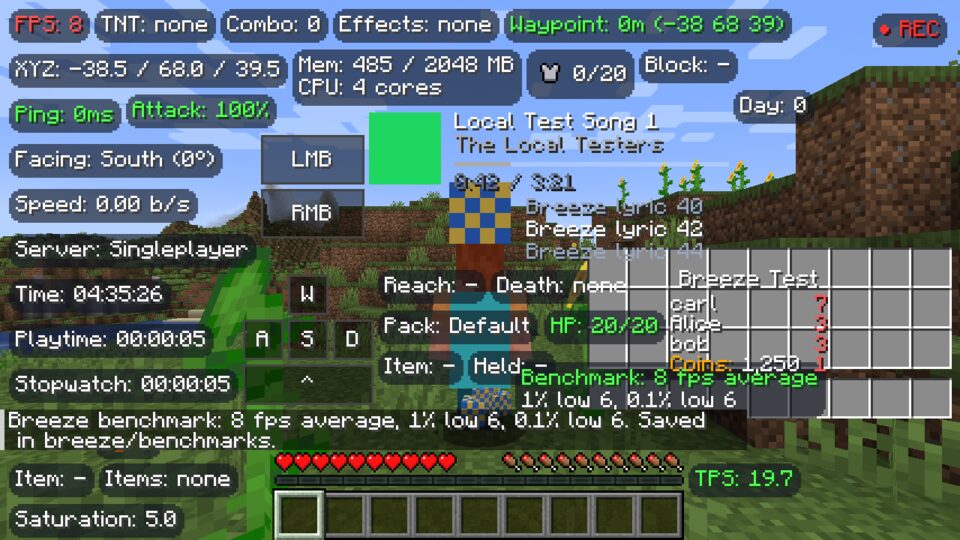 FPS: 8 TNT: none Combo: 0 Effects: none Waypoint: 0m (-38 68 39) REC
XYZ: -38.5 / 68.0 / 39.5 Mem: 485 / 2048 MB 0/20 Block: -
CPU: 4 cores
Ping: 0ms Attack: 100% Day: 0
Local Test Song 1
The Local Testers
0:42 / 3:21
Facing: South (0°) LMB
Speed: 0.00 b/s RMB
Breeze lyric 40
Breeze lyric 42
Breeze lyric 44
Server: Singleplayer
Time: 04:35:26 W
Reach: - Death: none
Breeze Test
carl 7
Alice 3
bob 3
Coins: 1,250 1
Playtime: 00:00:05 A S D
Pack: Default HP: 20/20
Item: - Held: -
Stopwatch: 00:00:05 ^
Benchmark: 8 fps average
1% low 6, 0.1% low 6
Breeze benchmark: 8 fps average, 1% low 6, 0.1% low 6. Saved
in breeze/benchmarks.
Item: - Items: none TPS: 19.7
Saturation: 5.0